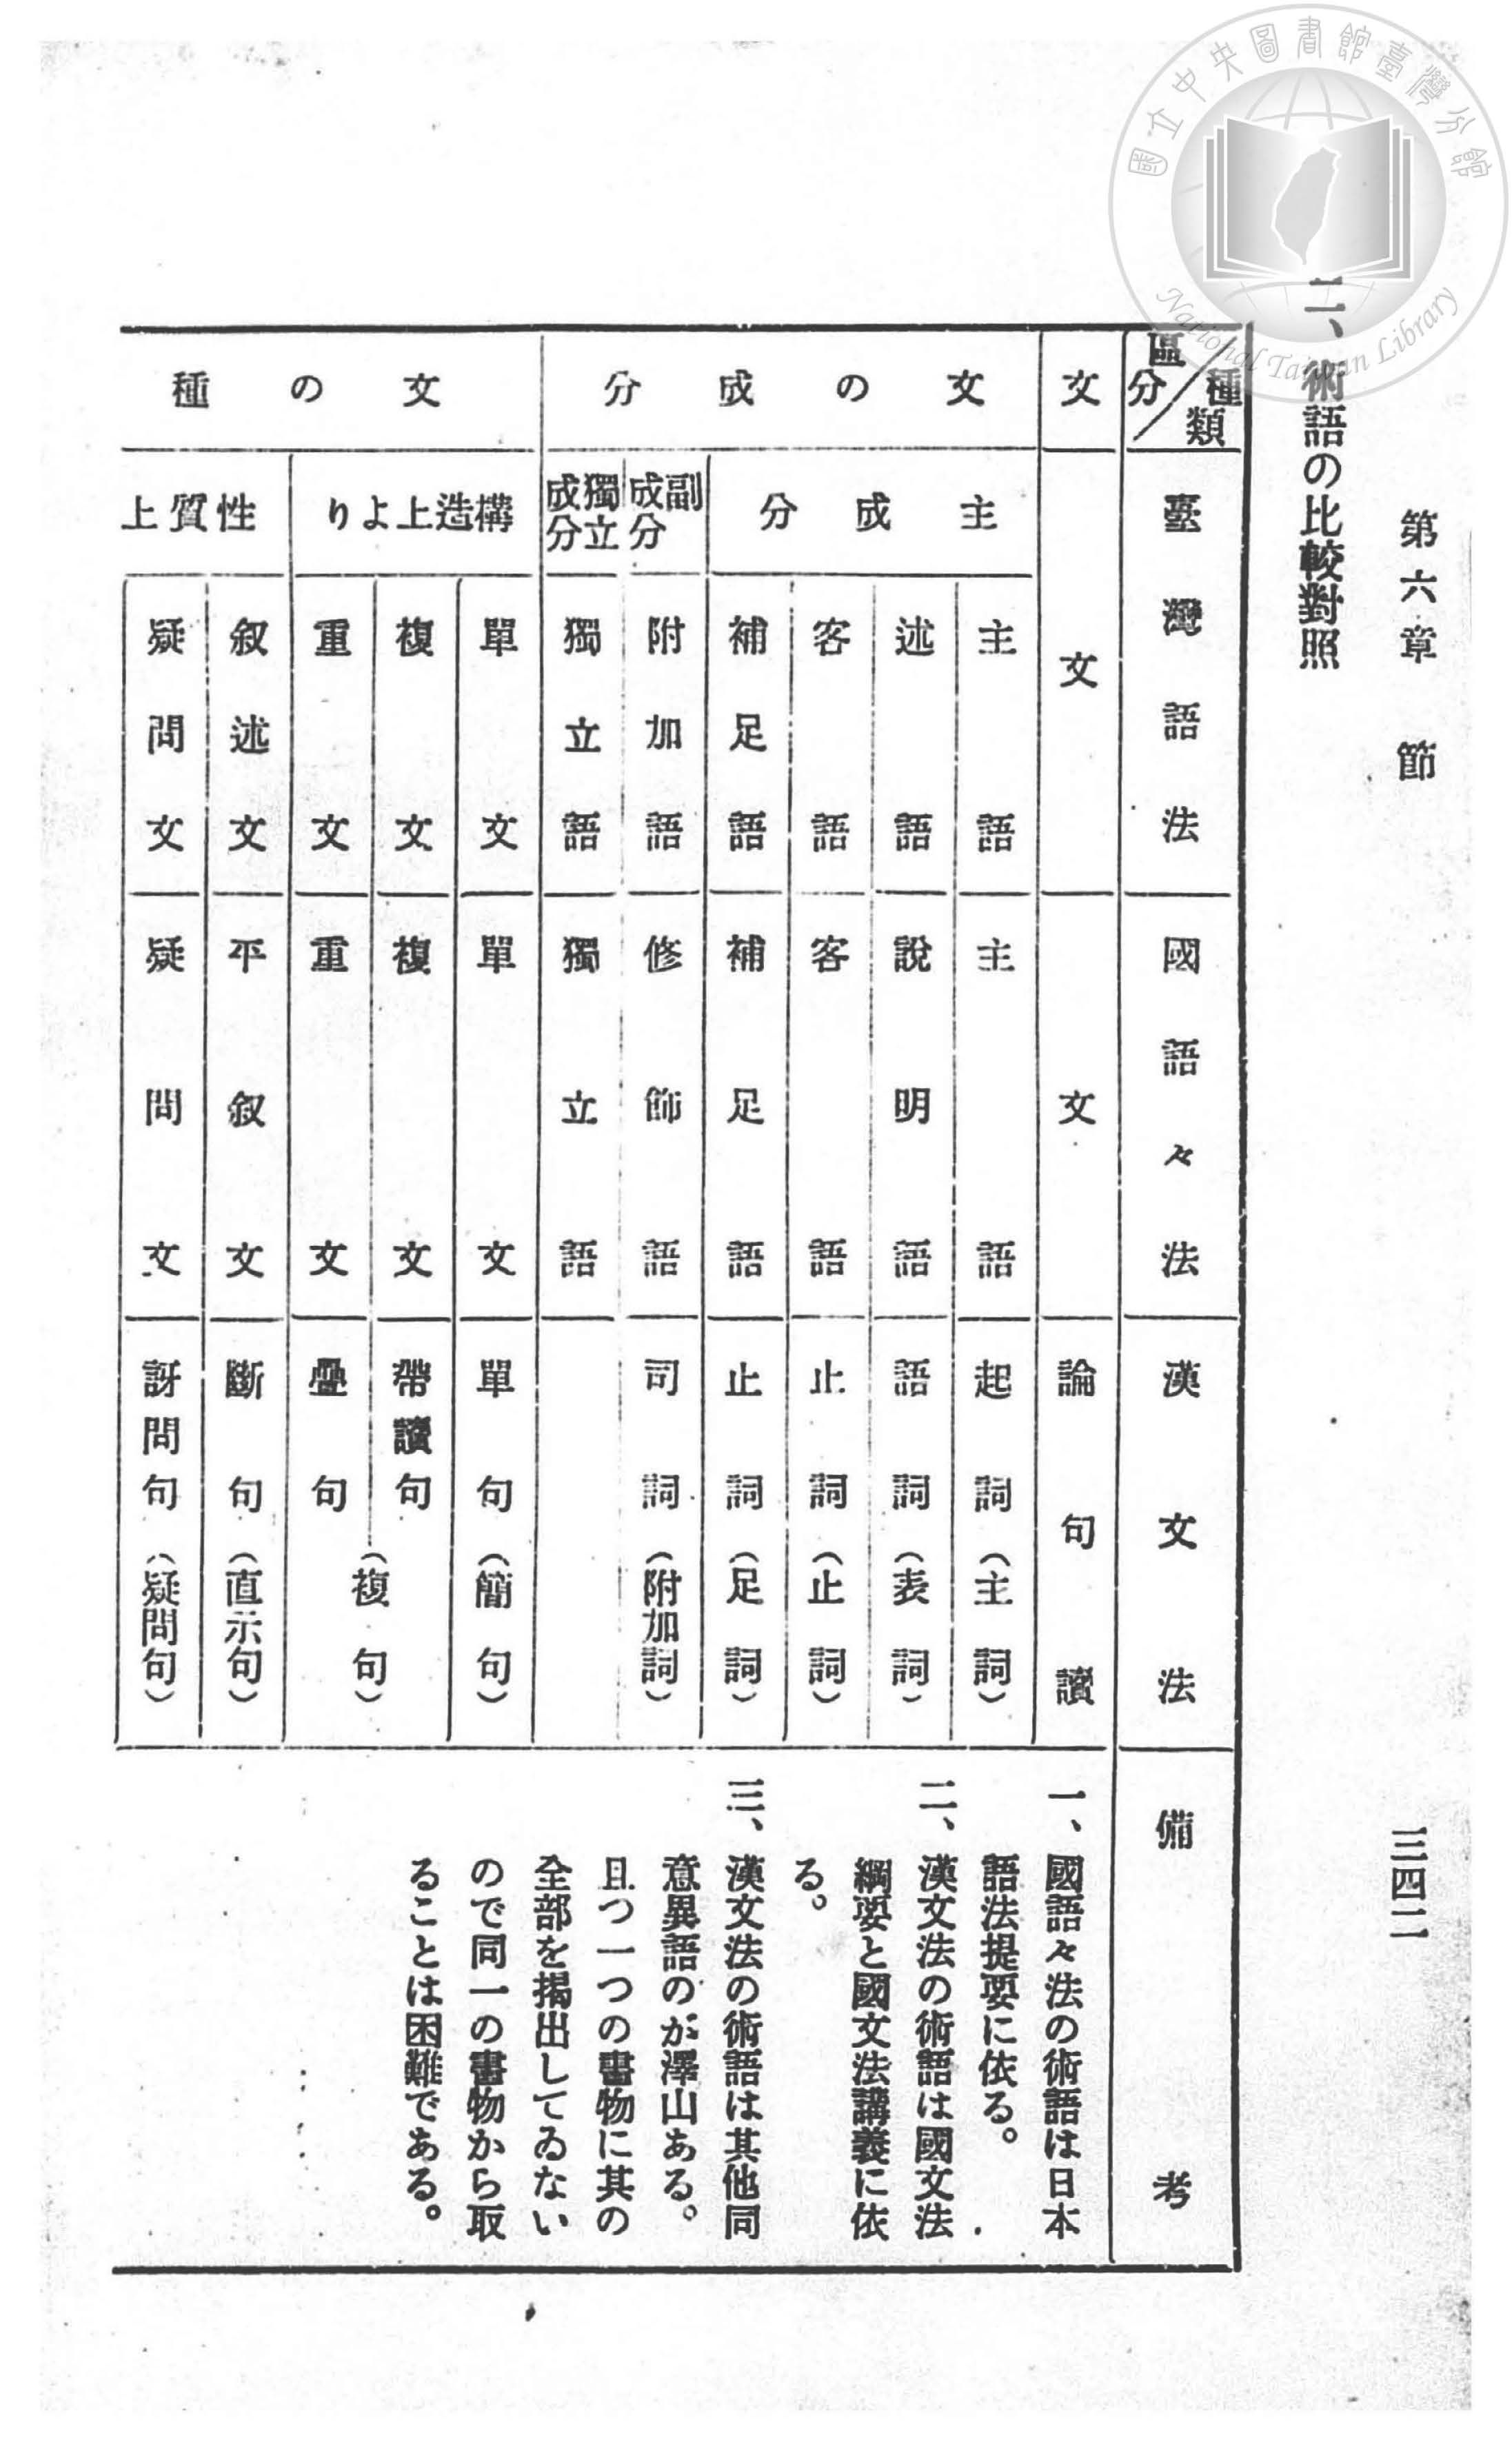 國立中央圖書館臺灣分館
National Taiwan Library
第六章 節
三四二
二、術語の比較對照
區分/種類
臺灣語法
國語々法
漢文法
備考
文
文
文
論句讀
文の成分
主成分
主語
主語
起詞（主詞）
述語
說明語
語詞（表詞）
客語
客語
止詞（止詞）
補足語
補足語
止詞（足詞）
副成分
附加語
修飾語
司詞（附加詞）
獨立成分
獨立語
獨立語
文の種
構造上より
單文
單文
單句（簡句）
複文
複文
帶讀句
重文
重文
疊句
（複句）
性質上
叙述文
平叙文
斷句（直示句）
疑問文
疑問文
訝問句（疑問句）
一、國語々法の術語は日本
語法提要に依る。
二、漢文法の術語は國文法
綱要と國文法講義に依
る。
三、漢文法の術語は其他同
意異語のが澤山ある。
且つ一つの書物に其の
全部を揭出してゐない
ので同一の書物から取
ることは困難である。